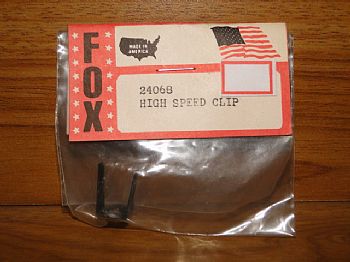 FOX
MADE IN
AMERICA
24068
HIGH SPEED CLIP